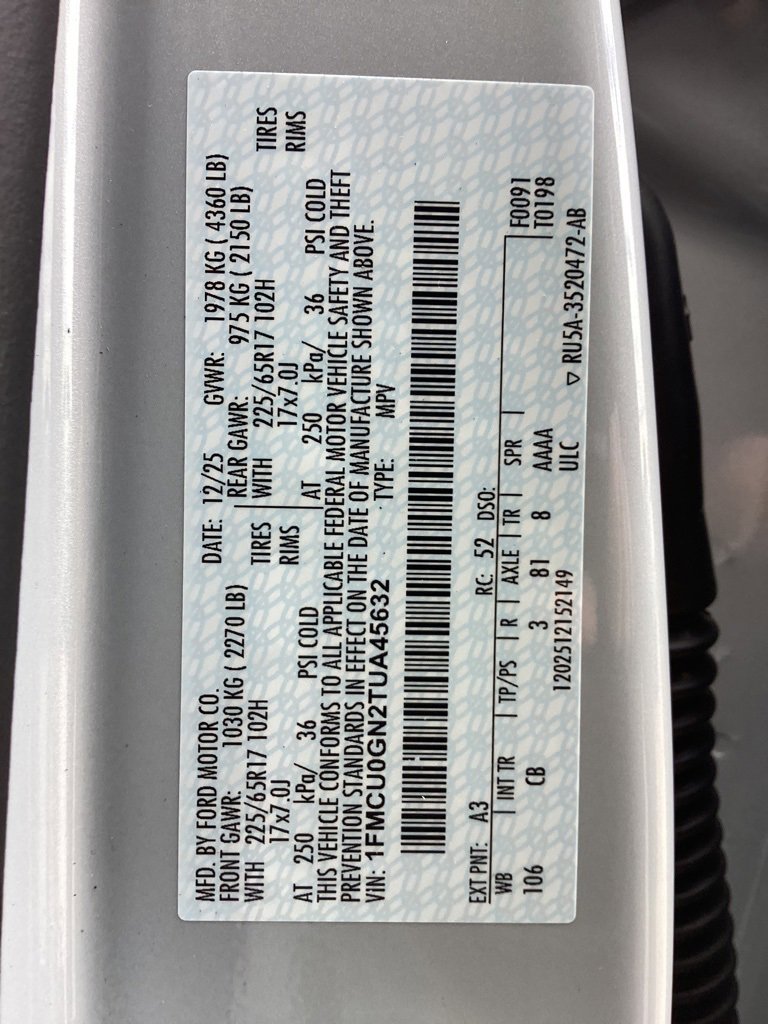 MFD. BY FORD MOTOR CO. DATE: 12/25 GVWR: 1978 KG ( 4360 LB)
FRONT GAWR: 1030 KG ( 2270 LB) REAR GAWR: 975 KG ( 2150 LB)
WITH 225/65R17 102H TIRES WITH 225/65R17 102H TIRES
17x7.0J RIMS 17x7.0J RIMS
AT 250 kPa/ 36 PSI COLD AT 250 kPa/ 36 PSI COLD
THIS VEHICLE CONFORMS TO ALL APPLICABLE FEDERAL MOTOR VEHICLE SAFETY AND THEFT
PREVENTION STANDARDS IN EFFECT ON THE DATE OF MANUFACTURE SHOWN ABOVE.
VIN: 1FMCU0GN2TUA45632 TYPE: MPV
EXT PNT: A3 RC: 52 DSO:
WB INT TR TP/PS R AXLE TR SPR F0091
106 CB 3 81 8 AAAA T0198
1202512152149 ULC ▽ RU5A-3520472-AB